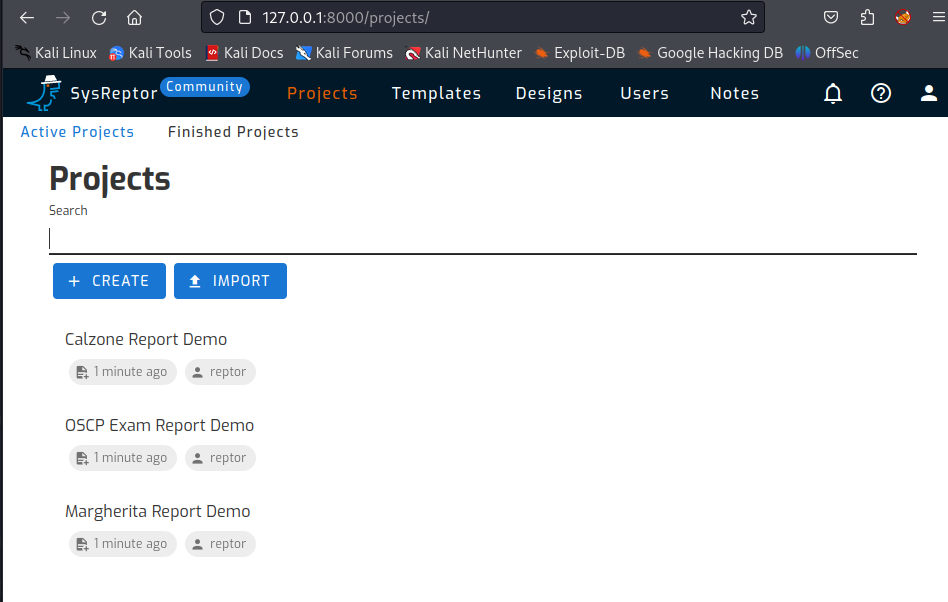 127.0.0.1:8000/projects/
Kali Linux Kali Tools Kali Docs Kali Forums Kali NetHunter Exploit-DB Google Hacking DB OffSec
SysReptor Community Projects Templates Designs Users Notes
Active Projects Finished Projects
Projects
Search
+ CREATE IMPORT
Calzone Report Demo
1 minute ago reptor
OSCP Exam Report Demo
1 minute ago reptor
Margherita Report Demo
1 minute ago reptor